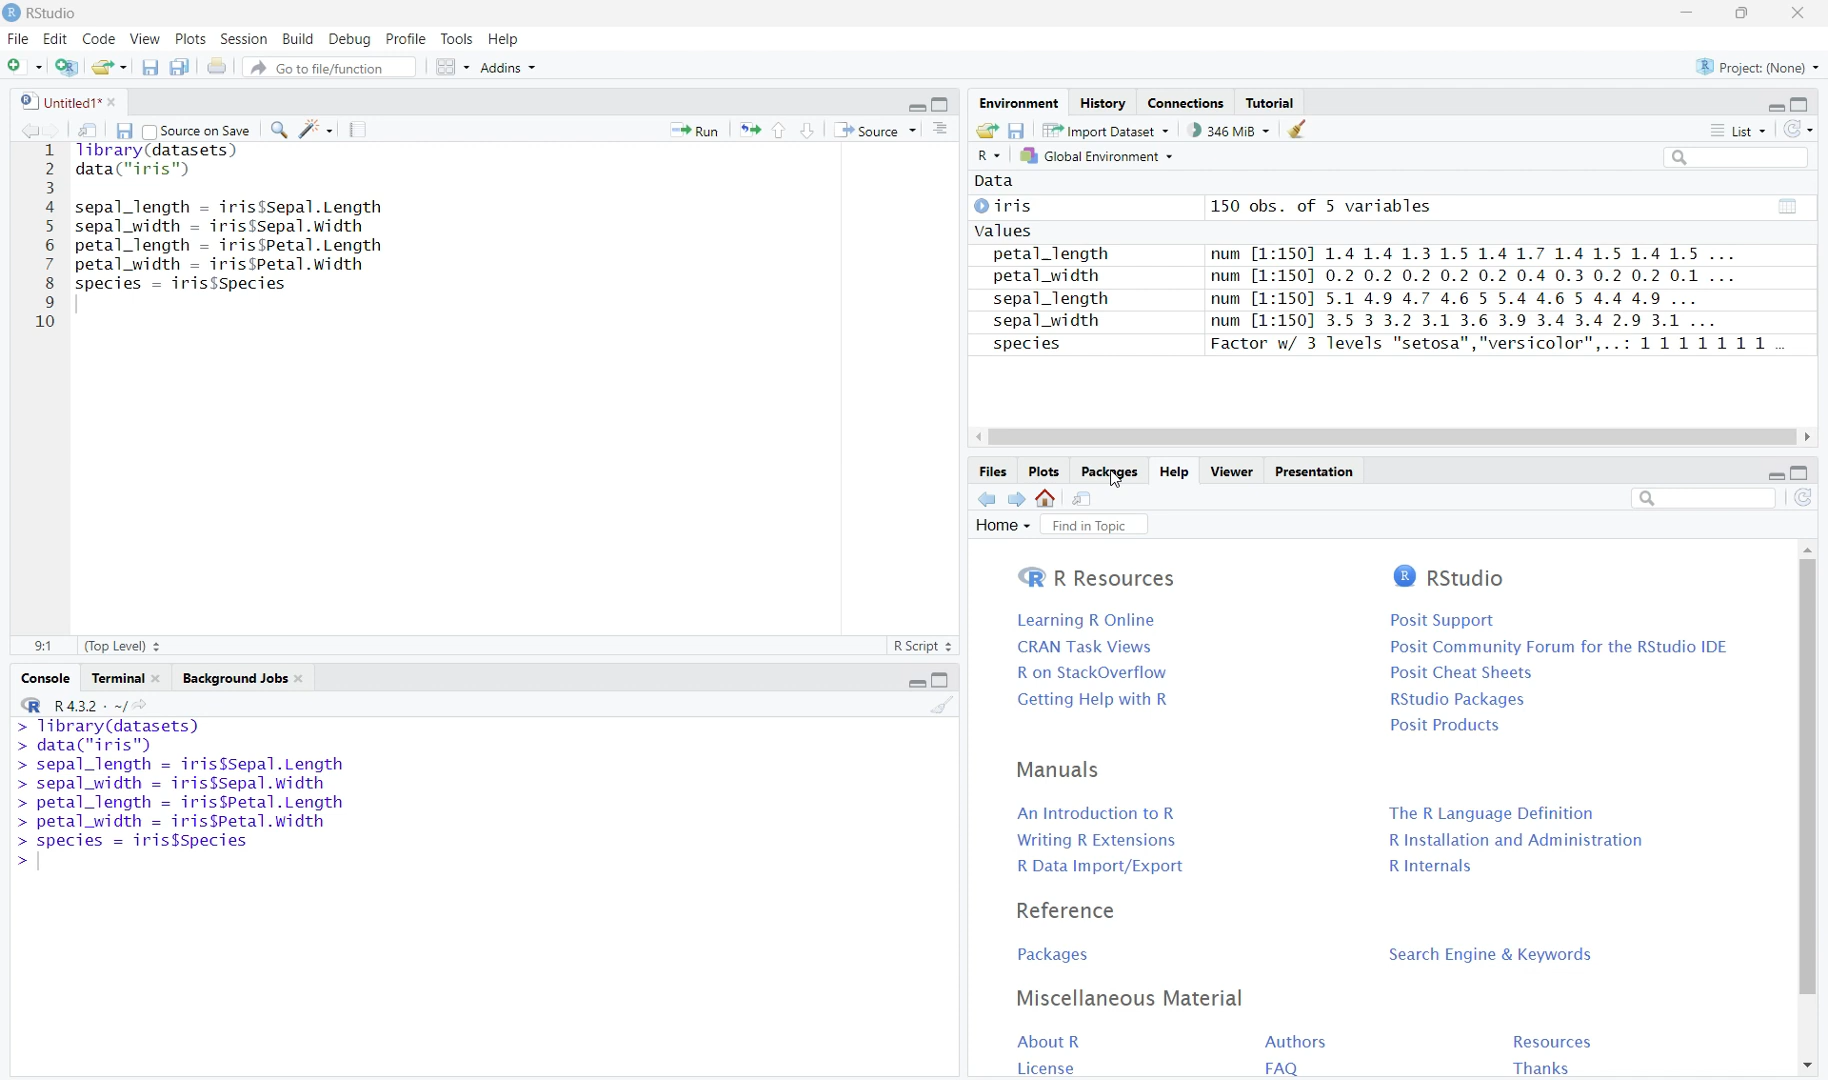 RStudio
File Edit Code View Plots Session Build Debug Profile Tools Help
Go to file/function Addins Project: (None)
Untitled1*
Source on Save Run Source
1 library(datasets)
2 data("iris")
3
4 sepal_length = iris$Sepal.Length
5 sepal_width = iris$Sepal.Width
6 petal_length = iris$Petal.Length
7 petal_width = iris$Petal.Width
8 species = iris$Species
9
10
9:1 (Top Level) R Script
Console Terminal Background Jobs
R 4.3.2 · ~/
> library(datasets)
> data("iris")
> sepal_length = iris$Sepal.Length
> sepal_width = iris$Sepal.Width
> petal_length = iris$Petal.Length
> petal_width = iris$Petal.Width
> species = iris$Species
>
Environment History Connections Tutorial
Import Dataset 346 MiB List
R Global Environment
Data
iris 150 obs. of 5 variables
Values
petal_length num [1:150] 1.4 1.4 1.3 1.5 1.4 1.7 1.4 1.5 1.4 1.5 ...
petal_width num [1:150] 0.2 0.2 0.2 0.2 0.2 0.4 0.3 0.2 0.2 0.1 ...
sepal_length num [1:150] 5.1 4.9 4.7 4.6 5 5.4 4.6 5 4.4 4.9 ...
sepal_width num [1:150] 3.5 3 3.2 3.1 3.6 3.9 3.4 3.4 2.9 3.1 ...
species Factor w/ 3 levels "setosa","versicolor",..: 1 1 1 1 1 1 1 …
Files Plots Packages Help Viewer Presentation
Home Find in Topic
R Resources
Learning R Online
CRAN Task Views
R on StackOverflow
Getting Help with R
RStudio
Posit Support
Posit Community Forum for the RStudio IDE
Posit Cheat Sheets
RStudio Packages
Posit Products
Manuals
An Introduction to R The R Language Definition
Writing R Extensions R Installation and Administration
R Data Import/Export R Internals
Reference
Packages Search Engine & Keywords
Miscellaneous Material
About R Authors Resources
License FAQ Thanks